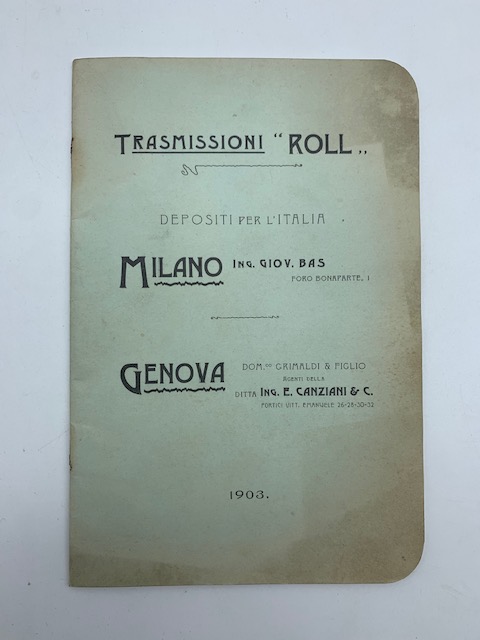 TRASMISSIONI "ROLL„
DEPOSITI PER L'ITALIA
MILANO ING. GIOV. BAS
FORO BONAPARTE, 1
GENOVA DOM.co GRIMALDI & FIGLIO
AGENTI DELLA
DITTA ING. E. CANZIANI & C.
PORTICI VITT. EMANUELE 26-28-30-32
1903.